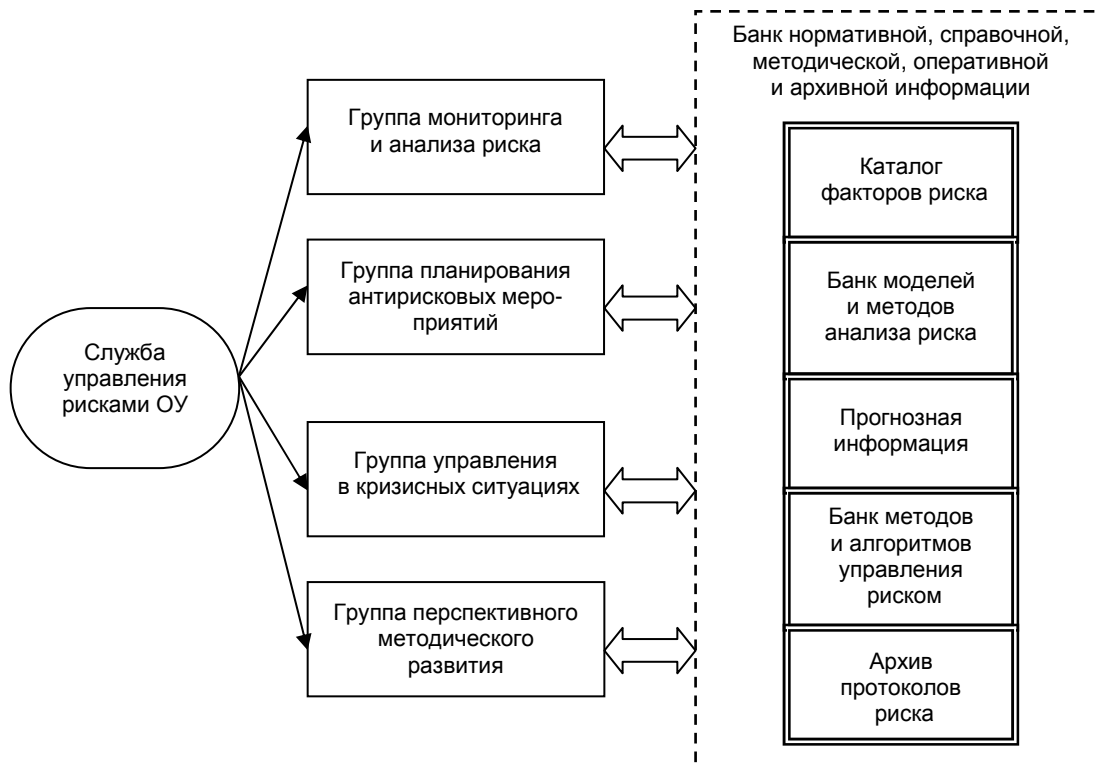 Служба
управления
рисками ОУ
Группа мониторинга
и анализа риска
Группа планирования
антирисковых меро-
приятий
Группа управления
в кризисных ситуациях
Группа перспективного
методического
развития
Банк нормативной, справочной,
методической, оперативной
и архивной информации
Каталог
факторов риска
Банк моделей
и методов
анализа риска
Прогнозная
информация
Банк методов
и алгоритмов
управления
риском
Архив
протоколов
риска